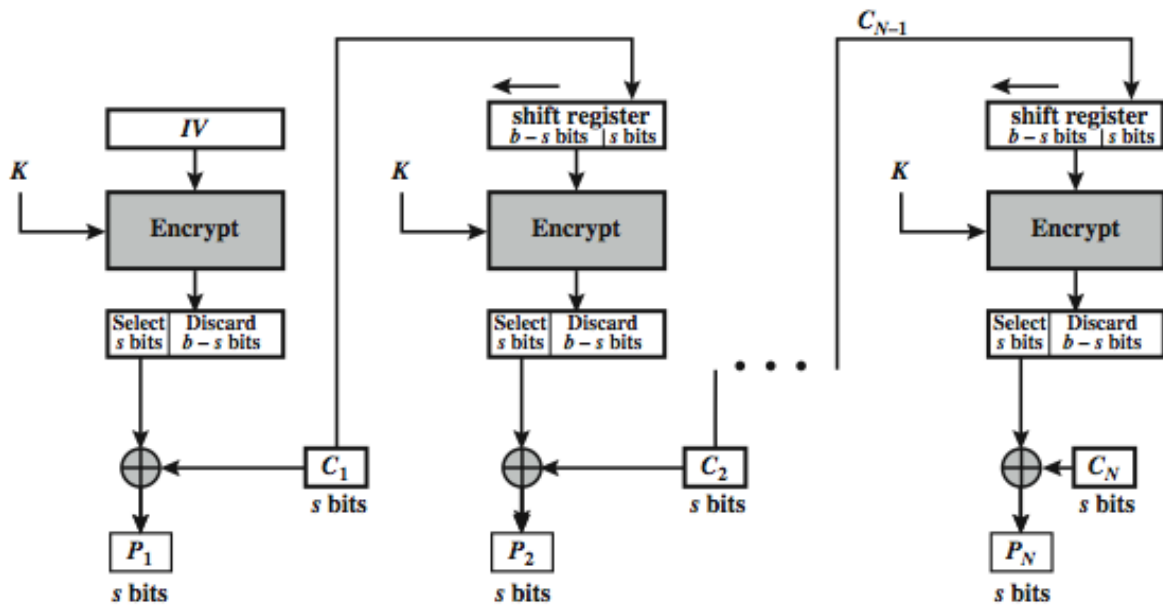 C_{N-1}
IV
shift register
b – s bits | s bits
shift register
b – s bits | s bits
K
K
K
Encrypt
Encrypt
Encrypt
Select
s bits
Discard
b – s bits
Select
s bits
Discard
b – s bits
Select
s bits
Discard
b – s bits
C_1
s bits
C_2
s bits
C_N
s bits
P_1
s bits
P_2
s bits
P_N
s bits